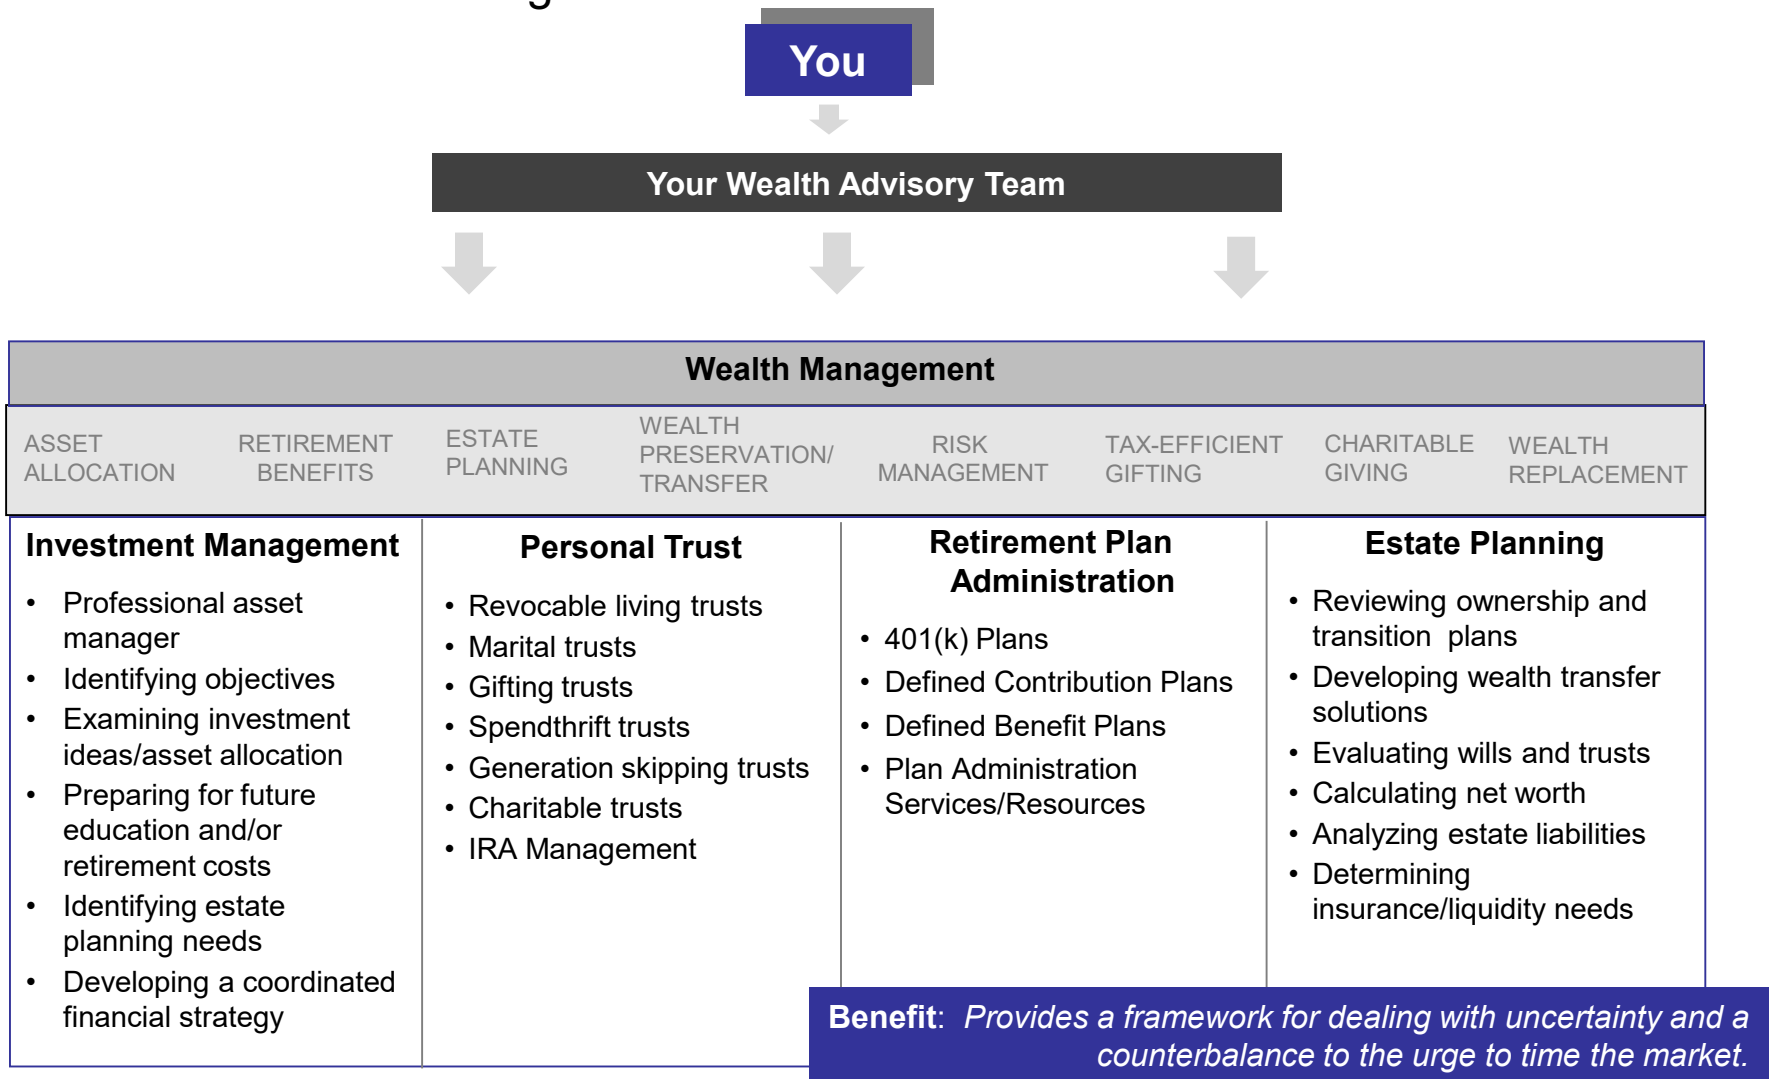 You
Your Wealth Advisory Team
Wealth Management
ASSET
ALLOCATION
RETIREMENT
BENEFITS
ESTATE
PLANNING
WEALTH
PRESERVATION/
TRANSFER
RISK
MANAGEMENT
TAX-EFFICIENT
GIFTING
CHARITABLE
GIVING
WEALTH
REPLACEMENT
Investment Management
• Professional asset
manager
• Identifying objectives
• Examining investment
ideas/asset allocation
• Preparing for future
education and/or
retirement costs
• Identifying estate
planning needs
• Developing a coordinated
financial strategy
Personal Trust
• Revocable living trusts
• Marital trusts
• Gifting trusts
• Spendthrift trusts
• Generation skipping trusts
• Charitable trusts
• IRA Management
Retirement Plan
Administration
• 401(k) Plans
• Defined Contribution Plans
• Defined Benefit Plans
• Plan Administration
Services/Resources
Estate Planning
• Reviewing ownership and
transition plans
• Developing wealth transfer
solutions
• Evaluating wills and trusts
• Calculating net worth
• Analyzing estate liabilities
• Determining
insurance/liquidity needs
Benefit: Provides a framework for dealing with uncertainty and a
counterbalance to the urge to time the market.